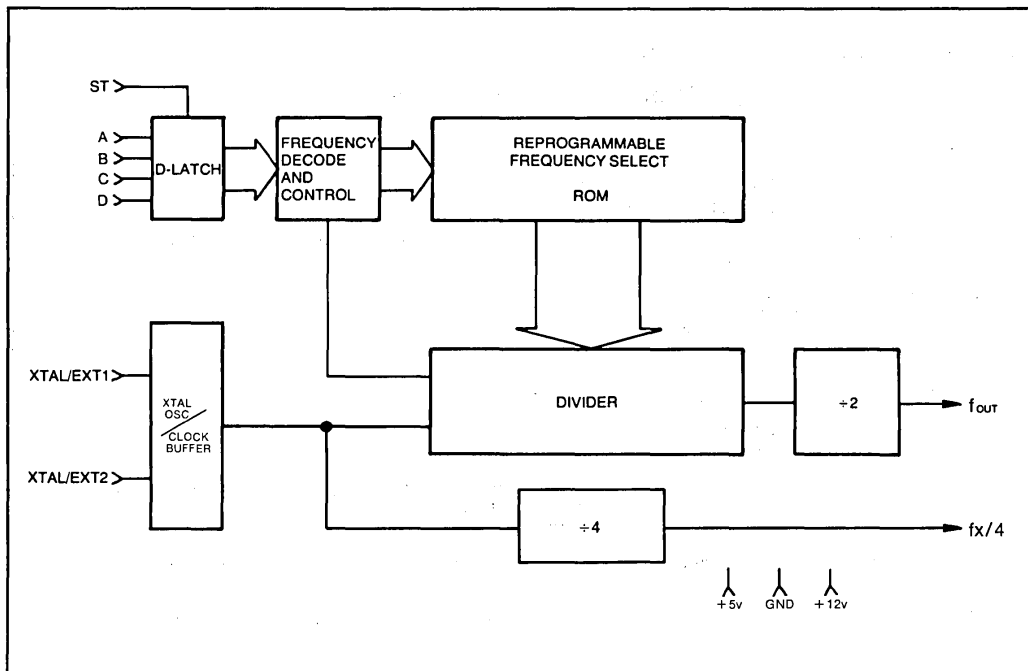 ST
A
B
C
D
D-LATCH
FREQUENCY
DECODE
AND
CONTROL
REPROGRAMMABLE
FREQUENCY SELECT
ROM
XTAL/EXT1
XTAL/EXT2
XTAL
OSC
CLOCK
BUFFER
DIVIDER
÷2
fOUT
÷4
fx/4
+5v
GND
+12v